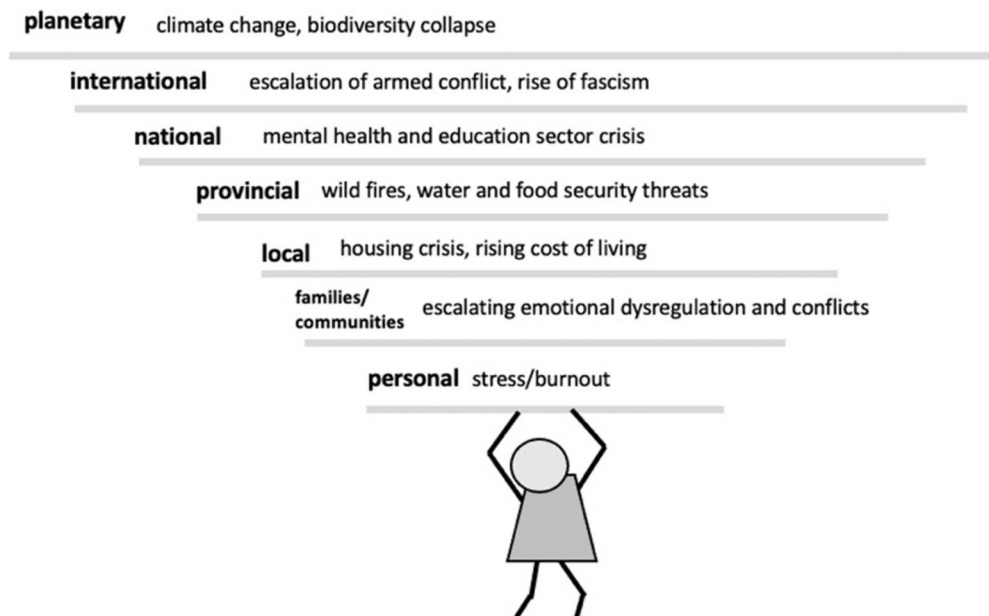 planetary climate change, biodiversity collapse
international escalation of armed conflict, rise of fascism
national mental health and education sector crisis
provincial wild fires, water and food security threats
local housing crisis, rising cost of living
families/
communities escalating emotional dysregulation and conflicts
personal stress/burnout